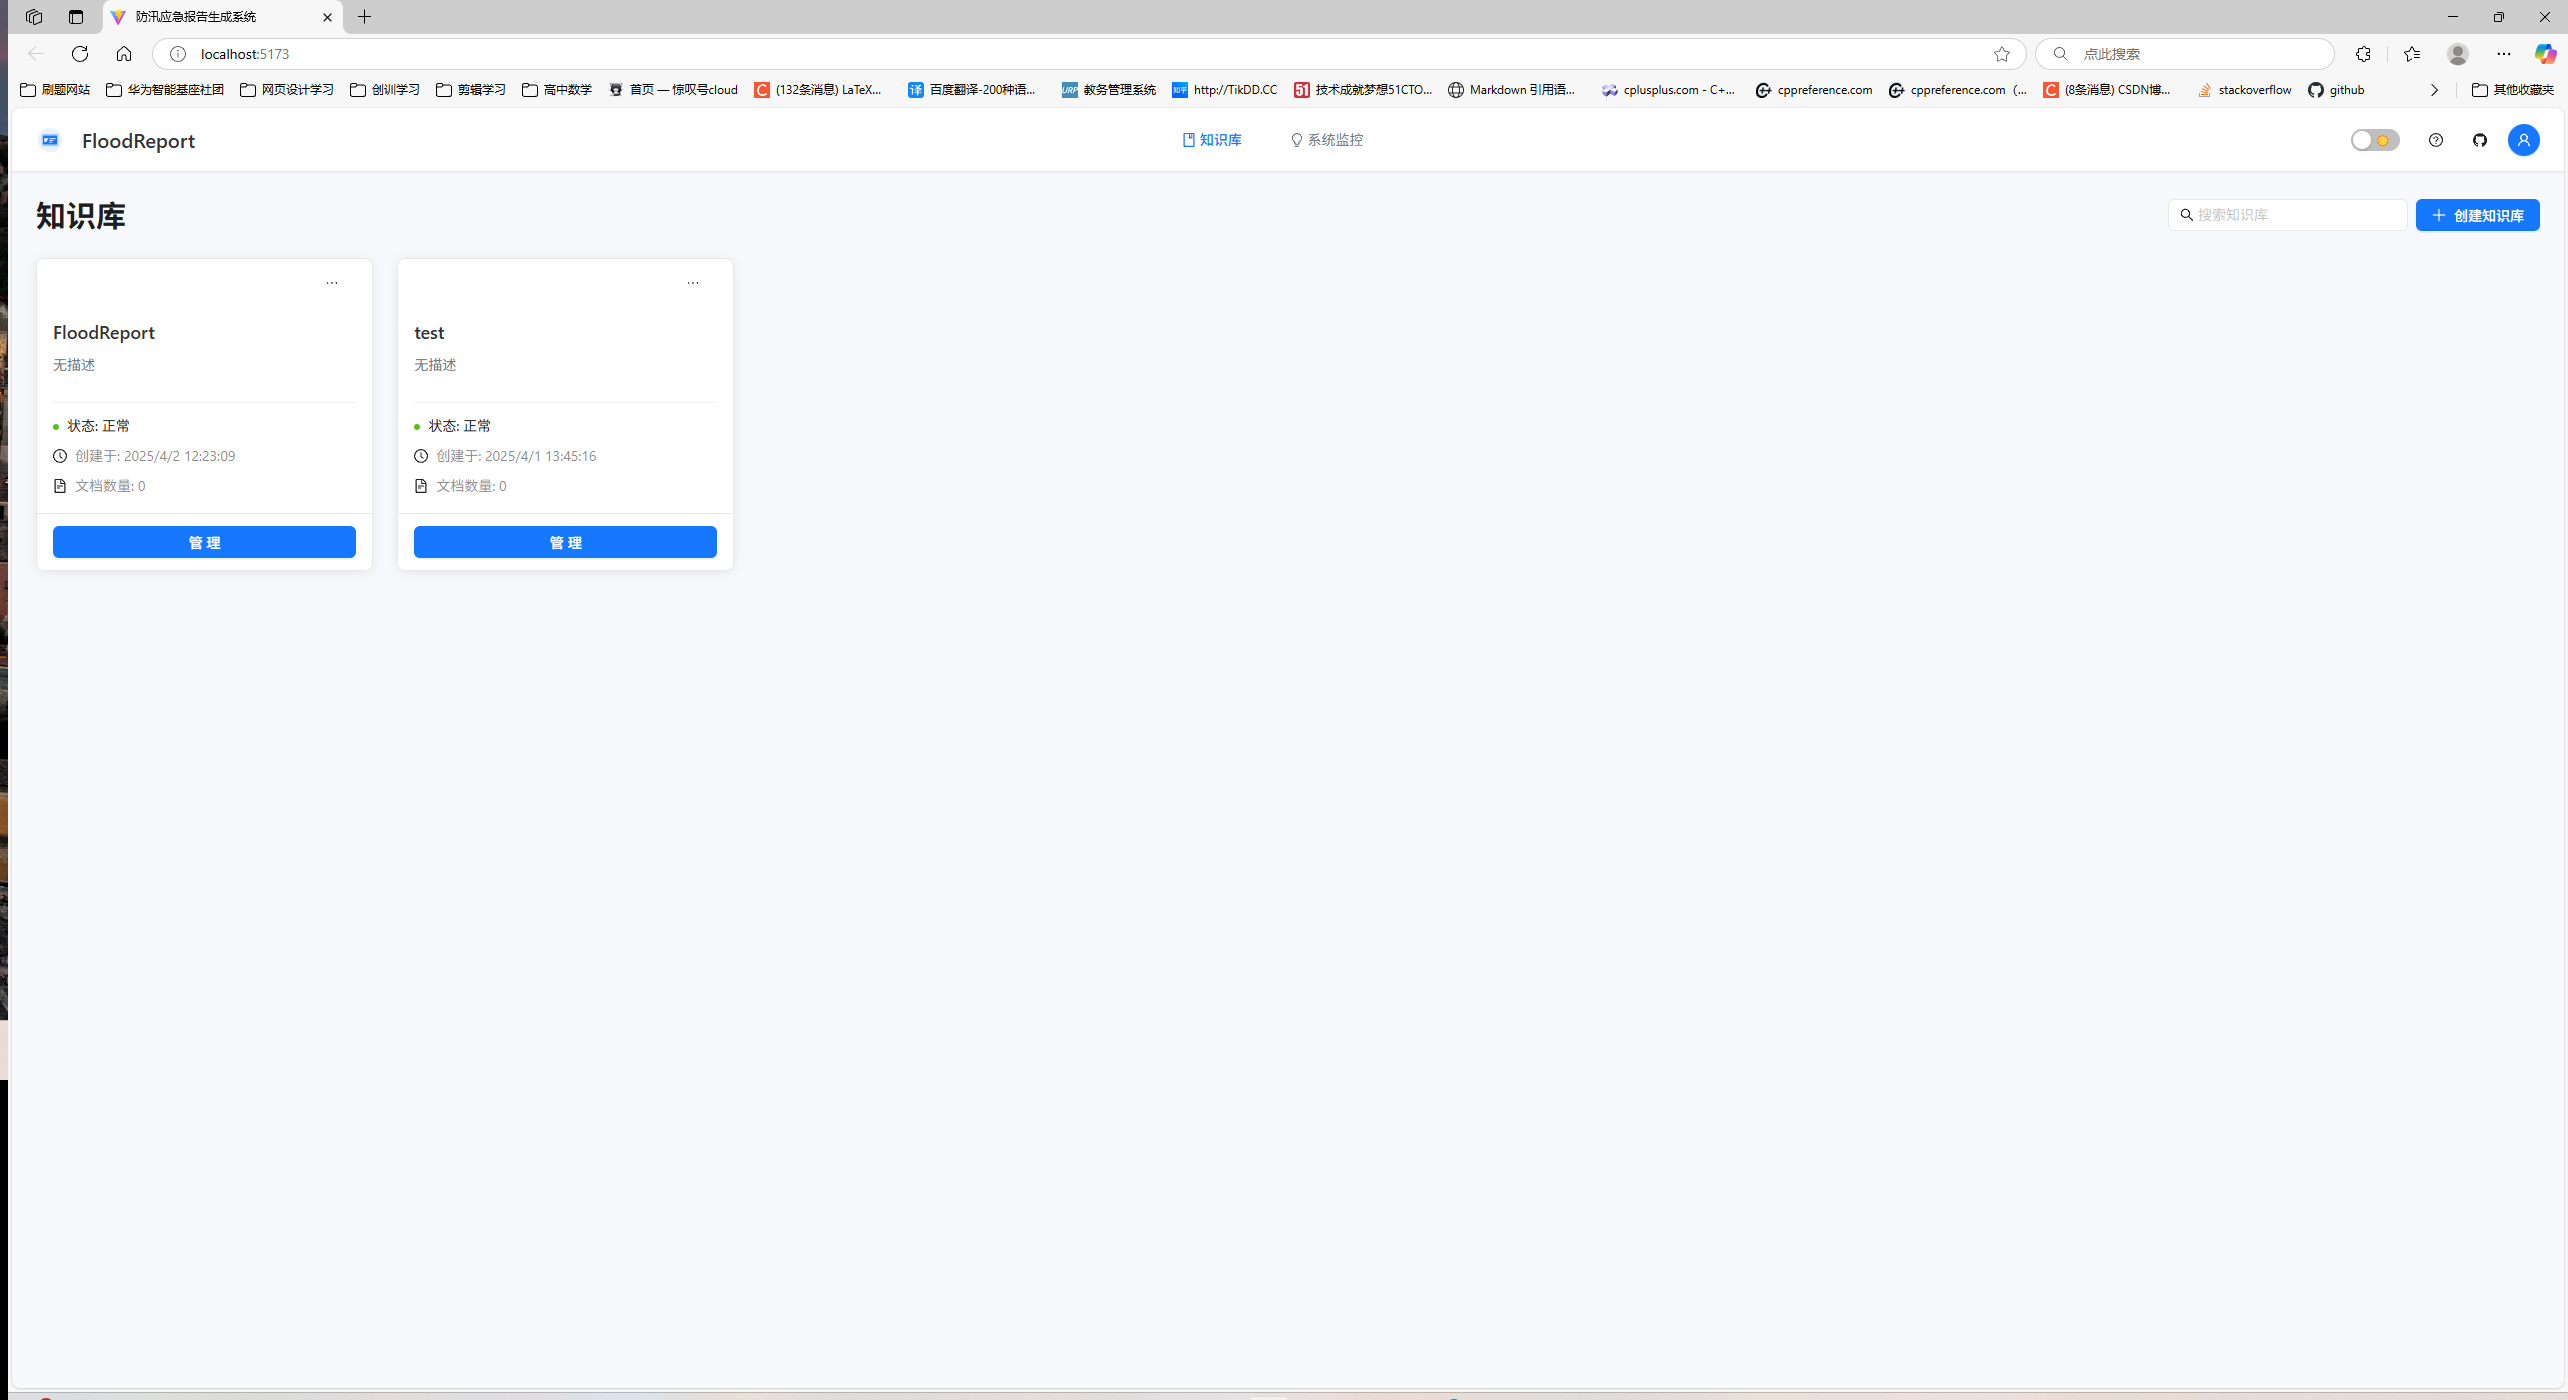 防汛应急报告生成系统
localhost:5173
点此搜索
刷题网站 华为智能基座社团 网页设计学习 创训学习 剪辑学习 高中数学 首页 — 惊叹号cloud (132条消息) LaTeX... 百度翻译-200种语... 教务管理系统 http://TikDD.CC 技术成就梦想51CTO... Markdown 引用语... cplusplus.com - C+... cppreference.com cppreference.com (... (8条消息) CSDN博... stackoverflow github 其他收藏夹
FloodReport
知识库
系统监控
知识库
搜索知识库
创建知识库
FloodReport
无描述
状态: 正常
创建于: 2025/4/2 12:23:09
文档数量: 0
管 理
test
无描述
状态: 正常
创建于: 2025/4/1 13:45:16
文档数量: 0
管 理